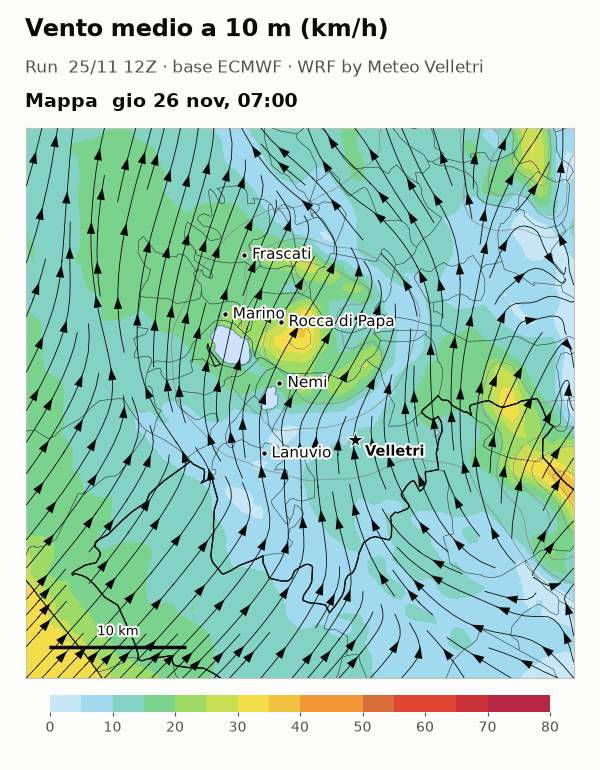 Vento medio a 10 m (km/h)
Run  25/11 12Z · base ECMWF · WRF by Meteo Velletri
Mappa  gio 26 nov, 07:00
Frascati
Marino
Rocca di Papa
Nemi
Velletri
Lanuvio
10 km
0 10 20 30 40 50 60 70 80